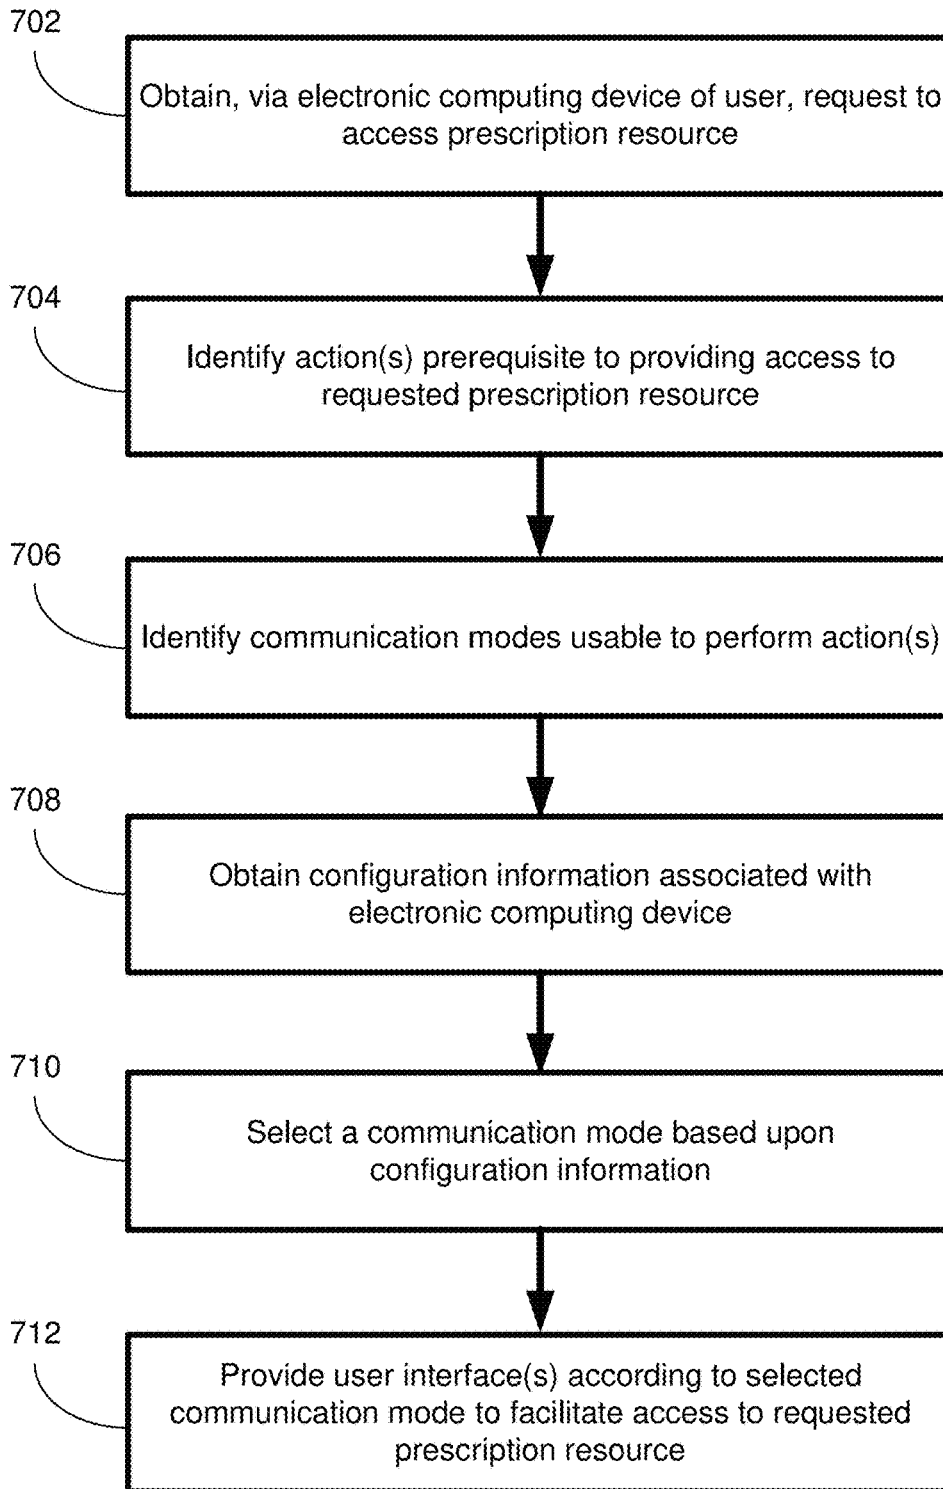 702
Obtain, via electronic computing device of user, request to
access prescription resource
704
Identify action(s) prerequisite to providing access to
requested prescription resource
706
Identify communication modes usable to perform action(s)
708
Obtain configuration information associated with
electronic computing device
710
Select a communication mode based upon
configuration information
712
Provide user interface(s) according to selected
communication mode to facilitate access to requested
prescription resource